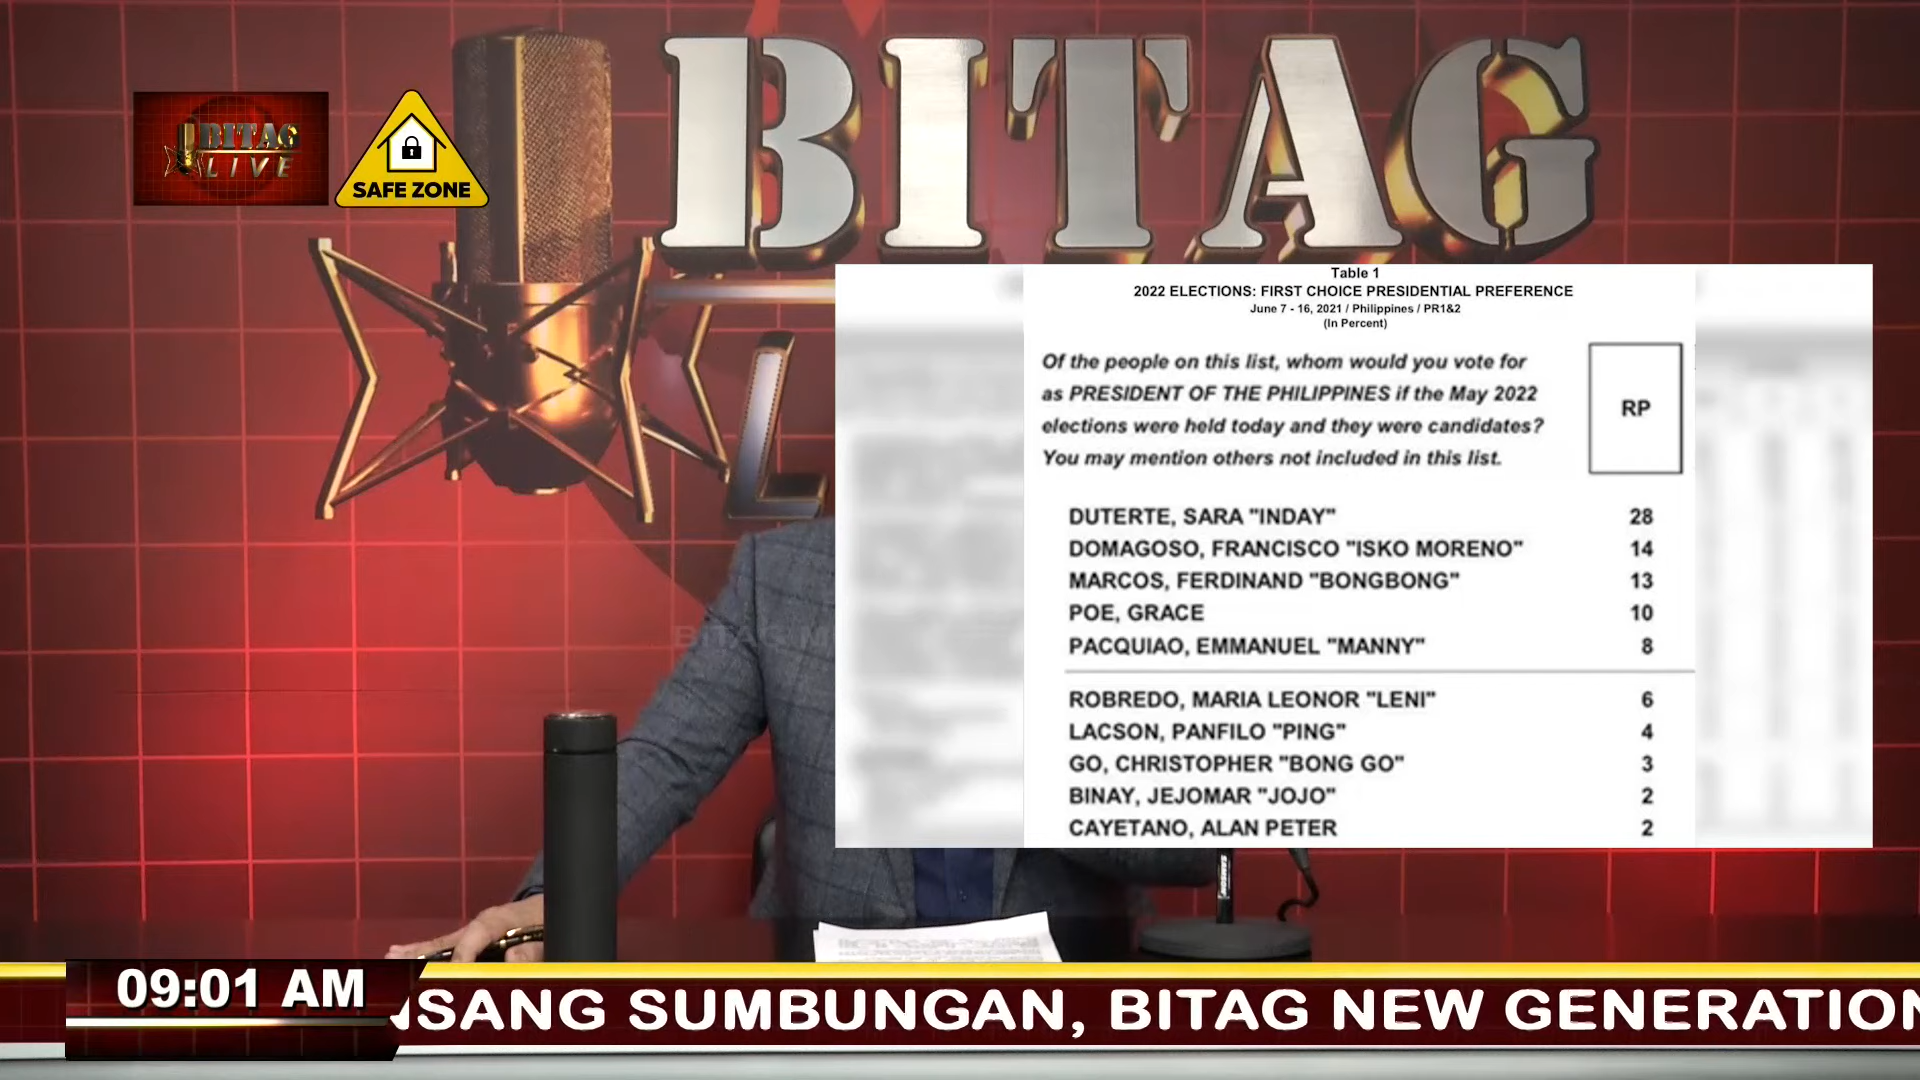 BITAG
BITAG
LIVE
SAFE ZONE
L
Table 1
2022 ELECTIONS: FIRST CHOICE PRESIDENTIAL PREFERENCE
June 7 - 16, 2021 / Philippines / PR1&2
(In Percent)
Of the people on this list, whom would you vote for
as PRESIDENT OF THE PHILIPPINES if the May 2022
elections were held today and they were candidates?
You may mention others not included in this list.
RP
DUTERTE, SARA "INDAY" 28
DOMAGOSO, FRANCISCO "ISKO MORENO" 14
MARCOS, FERDINAND "BONGBONG" 13
POE, GRACE 10
PACQUIAO, EMMANUEL "MANNY" 8
ROBREDO, MARIA LEONOR "LENI" 6
LACSON, PANFILO "PING" 4
GO, CHRISTOPHER "BONG GO" 3
BINAY, JEJOMAR "JOJO" 2
CAYETANO, ALAN PETER 2
BITAG M
SAMSON
09:01 AM
SANG SUMBUNGAN, BITAG NEW GENERATION